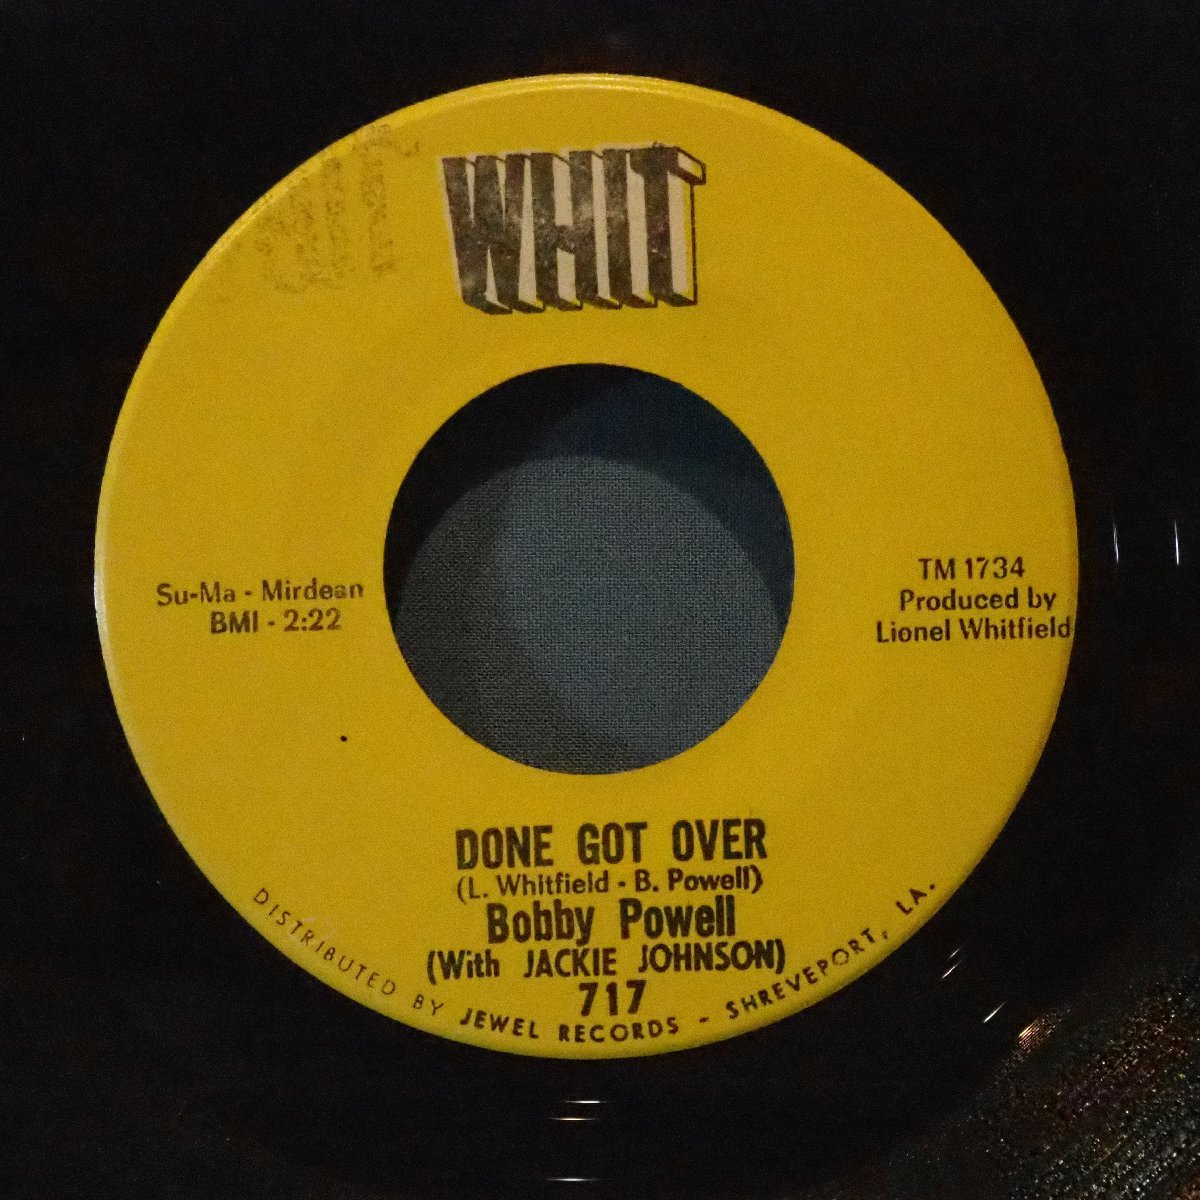 WHIT
Su-Ma - Mirdean
BMI - 2:22
TM 1734
Produced by
Lionel Whitfield
DONE GOT OVER
(L. Whitfield - B. Powell)
Bobby Powell
(With JACKIE JOHNSON)
717
DISTRIBUTED BY JEWEL RECORDS - SHREVEPORT, LA.